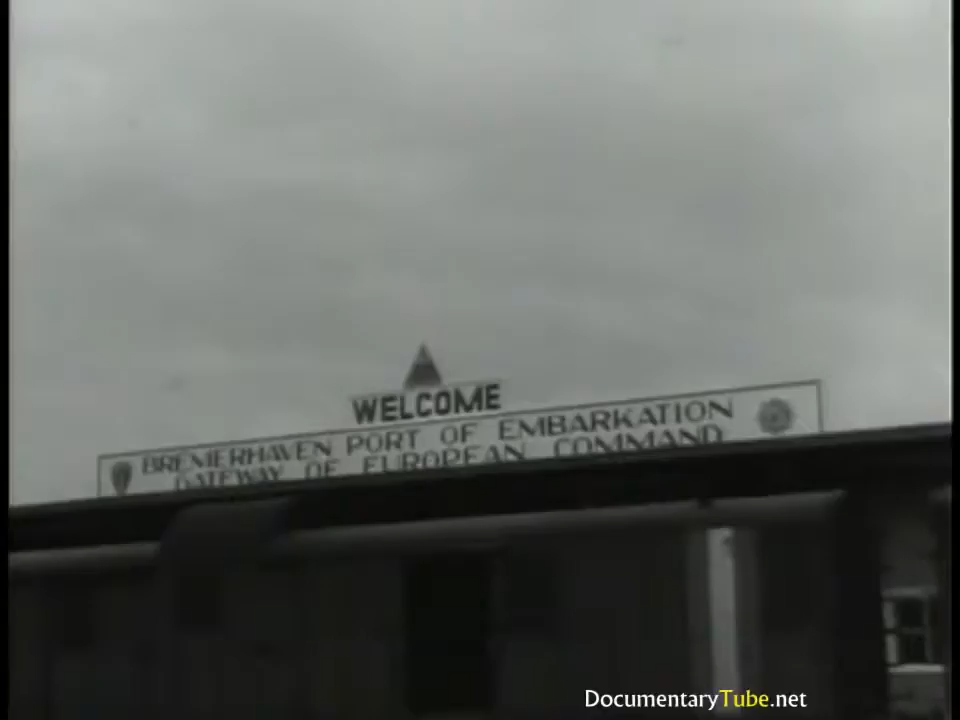 WELCOME
BREMERHAVEN PORT OF EMBARKATION
GATEWAY OF EUROPEAN COMMAND
DocumentaryTube.net